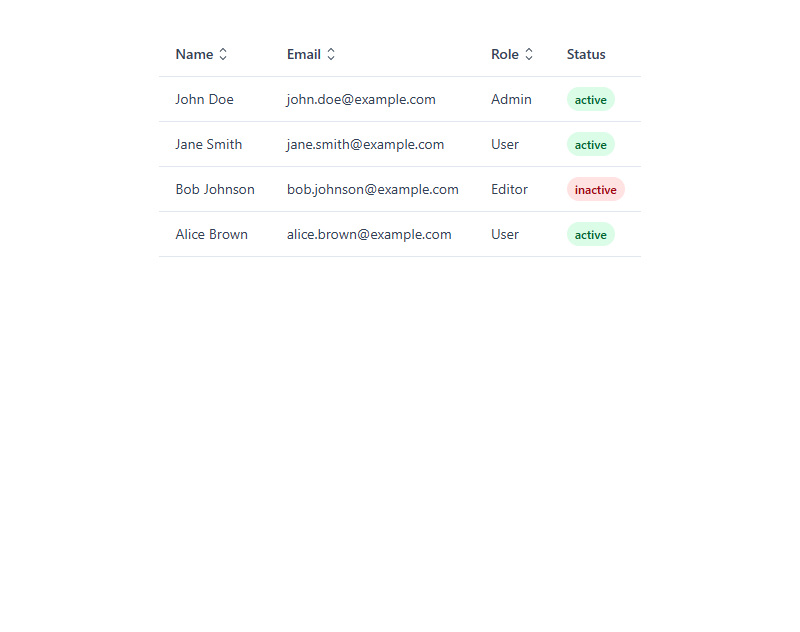 Name Email Role Status
John Doe john.doe@example.com Admin active
Jane Smith jane.smith@example.com User active
Bob Johnson bob.johnson@example.com Editor inactive
Alice Brown alice.brown@example.com User active